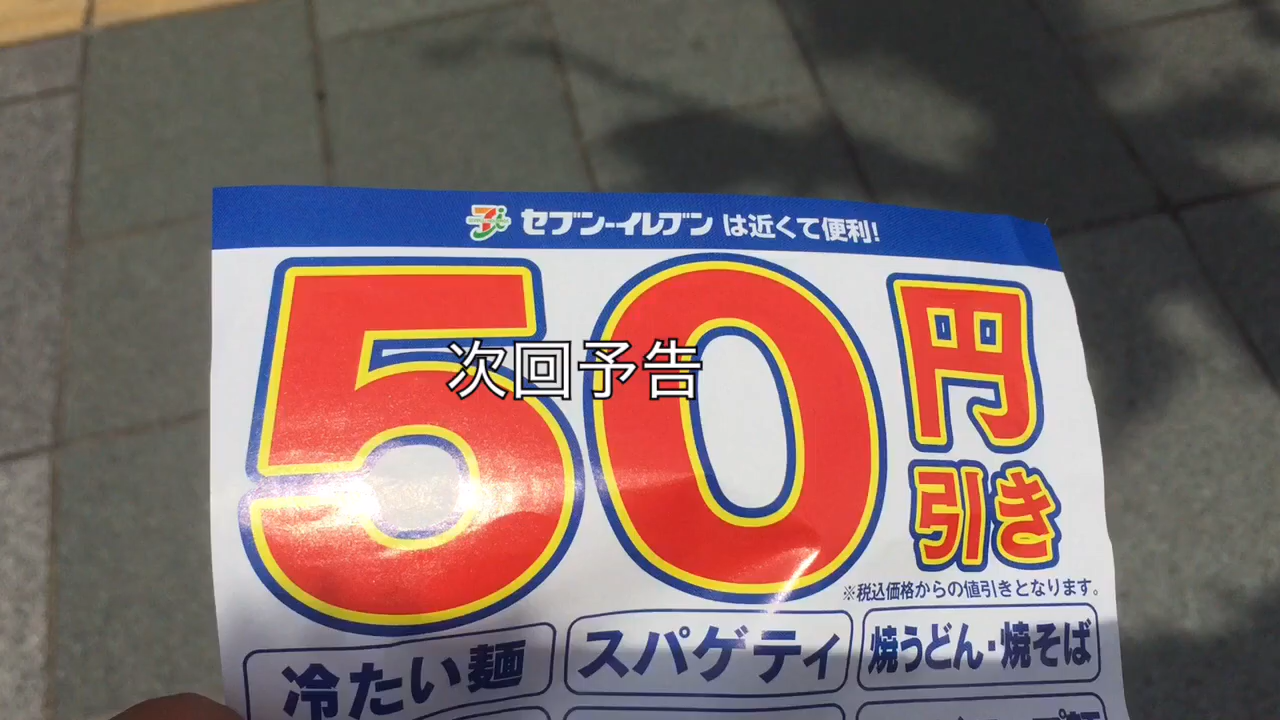 セブン-イレブン は近くて便利!
50円引き
次回予告
※税込価格からの値引きとなります。
冷たい麺 スパゲティ 焼うどん・焼そば